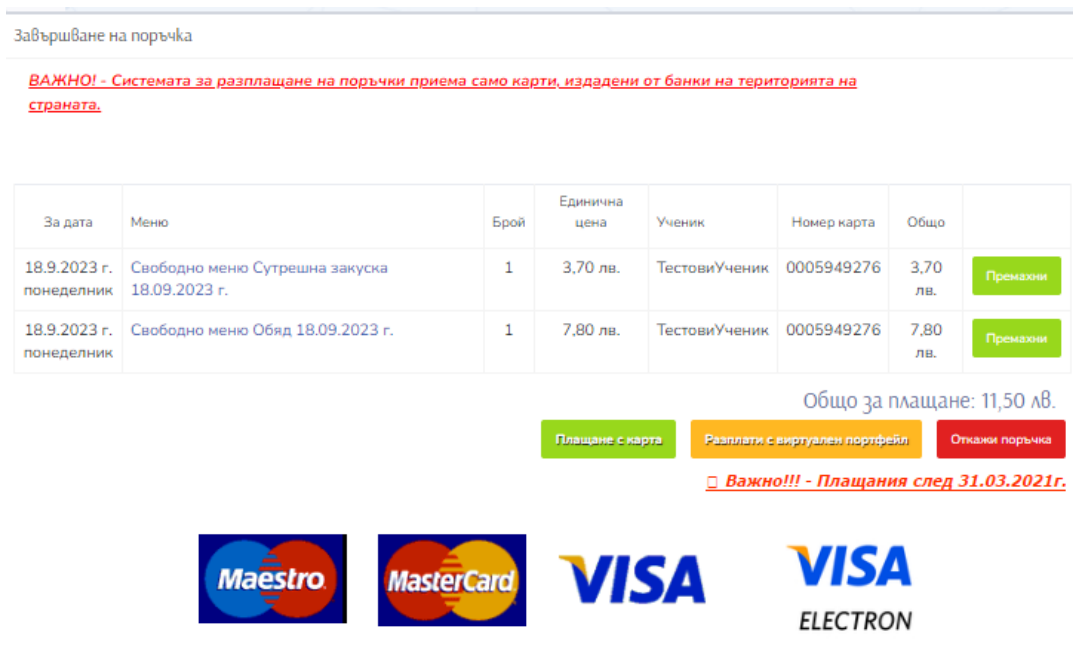 Завършване на поръчка
ВАЖНО! - Системата за разплащане на поръчки приема само карти, издадени от банки на територията на
страната.
За дата Меню Брой Единична цена Ученик Номер карта Общо
18.9.2023 г. понеделник Свободно меню Сутрешна закуска 18.09.2023 г. 1 3,70 лв. ТестовиУченик 0005949276 3,70 лв. Премахни
18.9.2023 г. понеделник Свободно меню Обяд 18.09.2023 г. 1 7,80 лв. ТестовиУченик 0005949276 7,80 лв. Премахни
Общо за плащане: 11,50 лв.
Плащане с карта Разплати с виртуален портфейл Откажи поръчка
Важно!!! - Плащания след 31.03.2021г.
Maestro MasterCard VISA VISA
ELECTRON